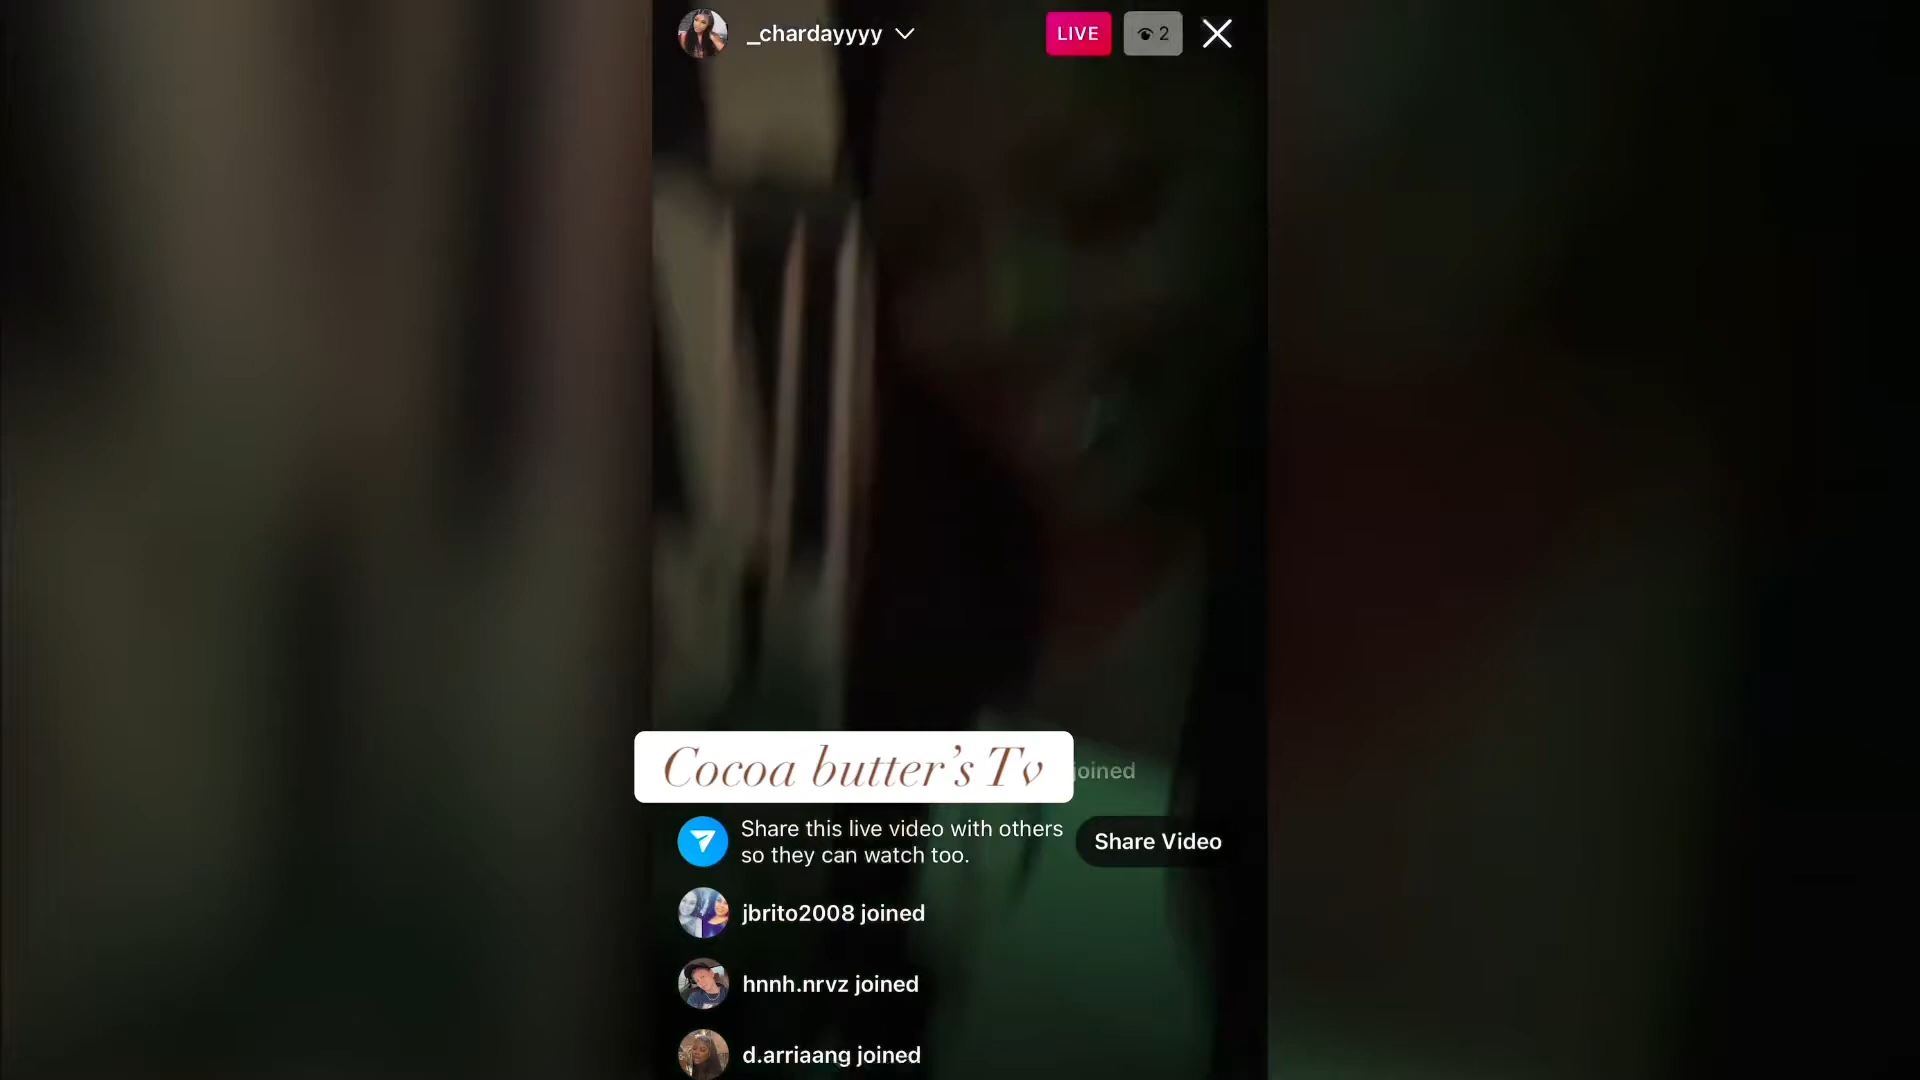 _chardayyyy
LIVE
2
Cocoa butter's Tv
joined
Share this live video with others
so they can watch too.
Share Video
jbrito2008 joined
hnnh.nrvz joined
d.arriaang joined